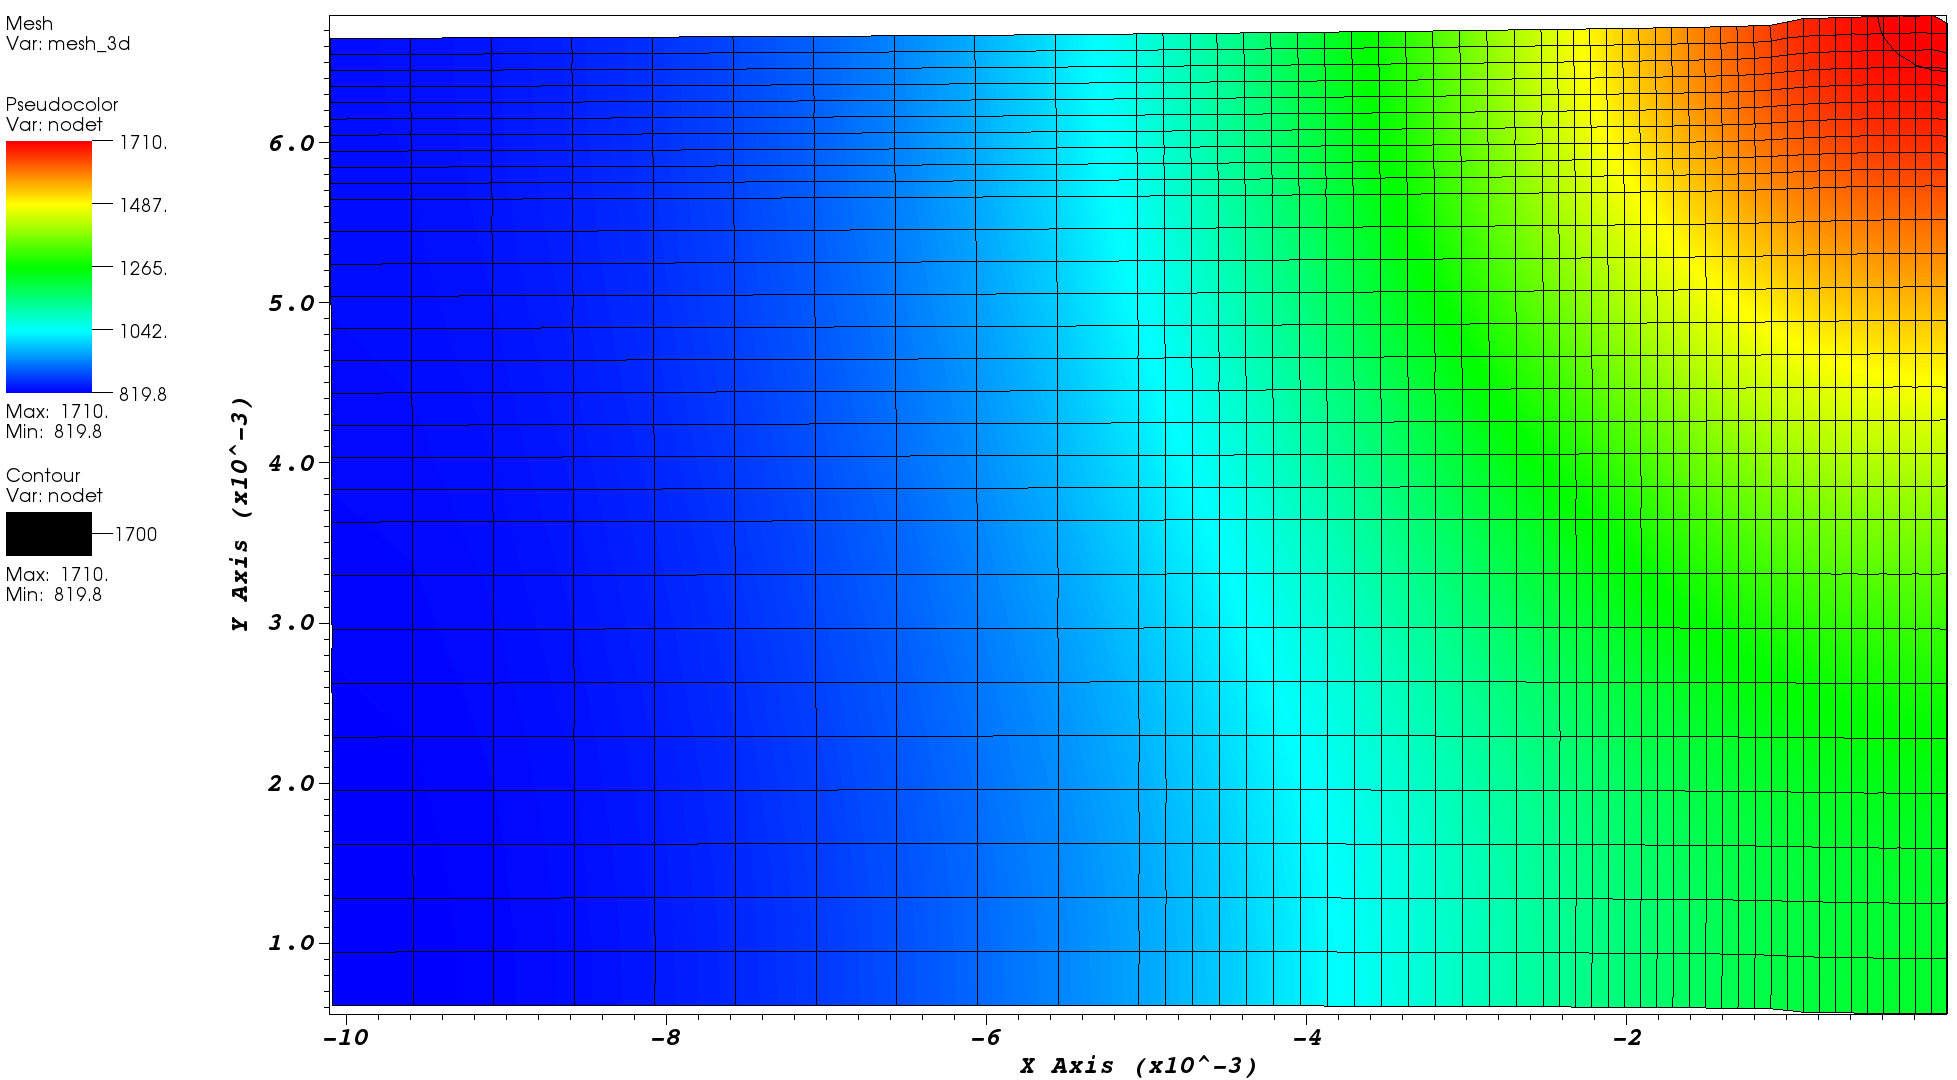 Mesh
Var: mesh_3d
Pseudocolor
Var: nodet
1710.
1487.
1265.
1042.
819.8
Max: 1710.
Min: 819.8
Contour
Var: nodet
1700
Max: 1710.
Min: 819.8
Y Axis (x10^-3)
6.0
5.0
4.0
3.0
2.0
1.0
-10
-8
-6
-4
-2
X Axis (x10^-3)